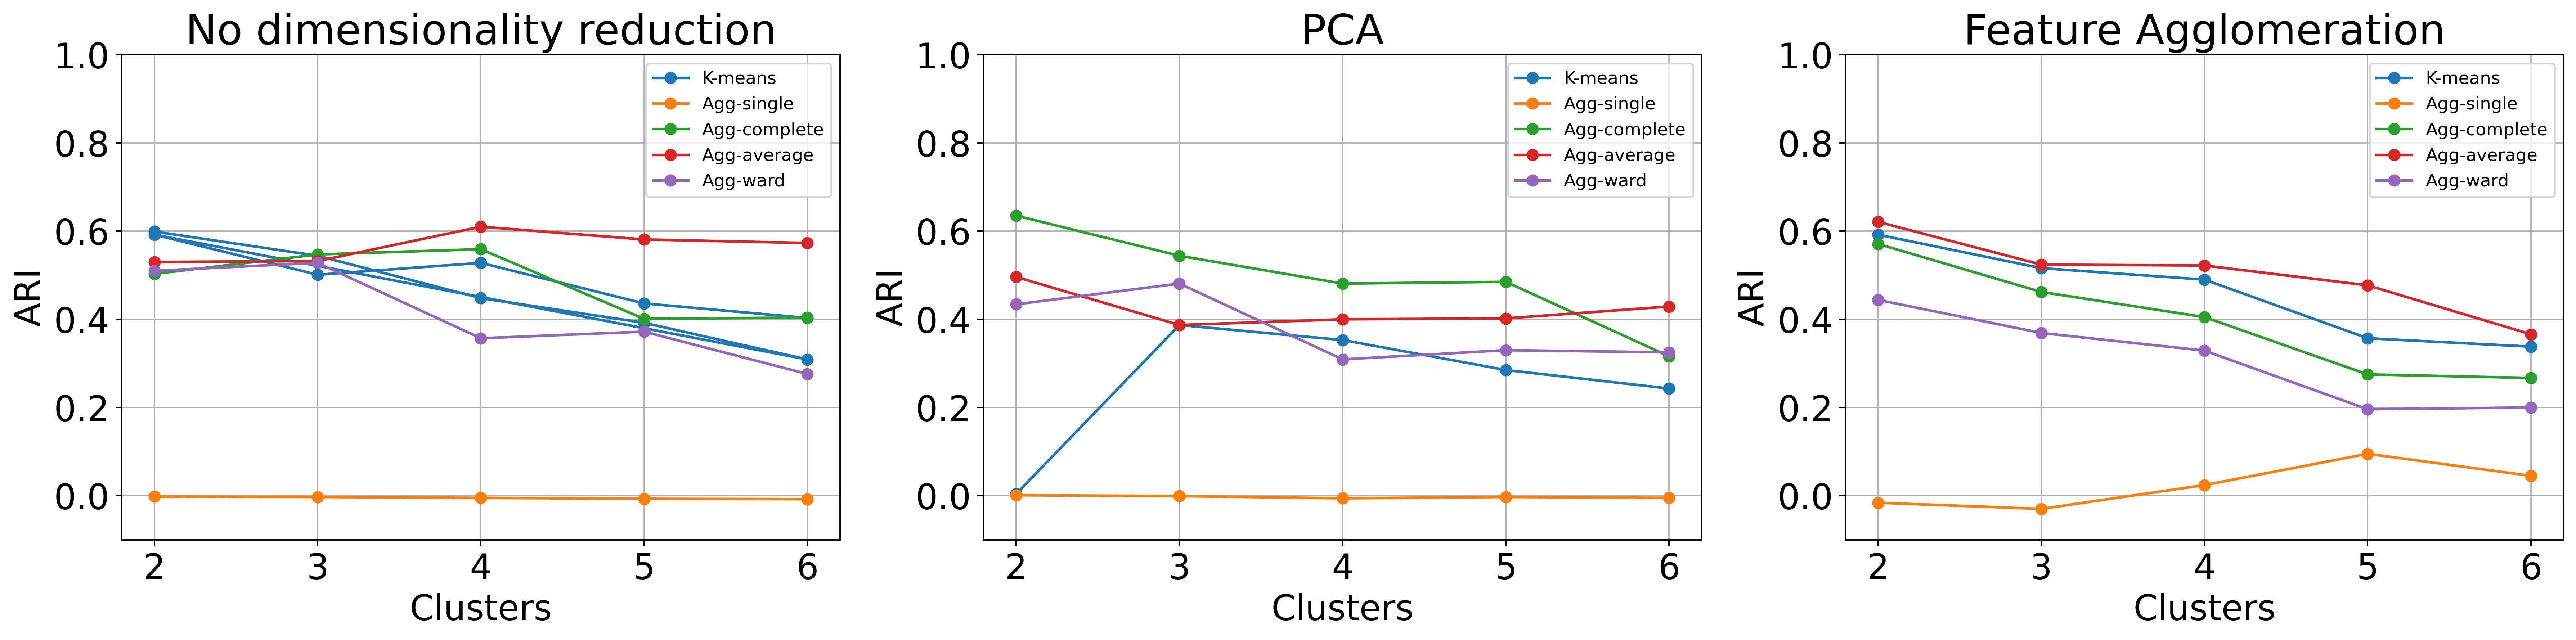 No dimensionality reduction
ARI
1.0
0.8
0.6
0.4
0.2
0.0
K-means
Agg-single
Agg-complete
Agg-average
Agg-ward
2 3 4 5 6
Clusters
PCA
ARI
1.0
0.8
0.6
0.4
0.2
0.0
K-means
Agg-single
Agg-complete
Agg-average
Agg-ward
2 3 4 5 6
Clusters
Feature Agglomeration
ARI
1.0
0.8
0.6
0.4
0.2
0.0
K-means
Agg-single
Agg-complete
Agg-average
Agg-ward
2 3 4 5 6
Clusters